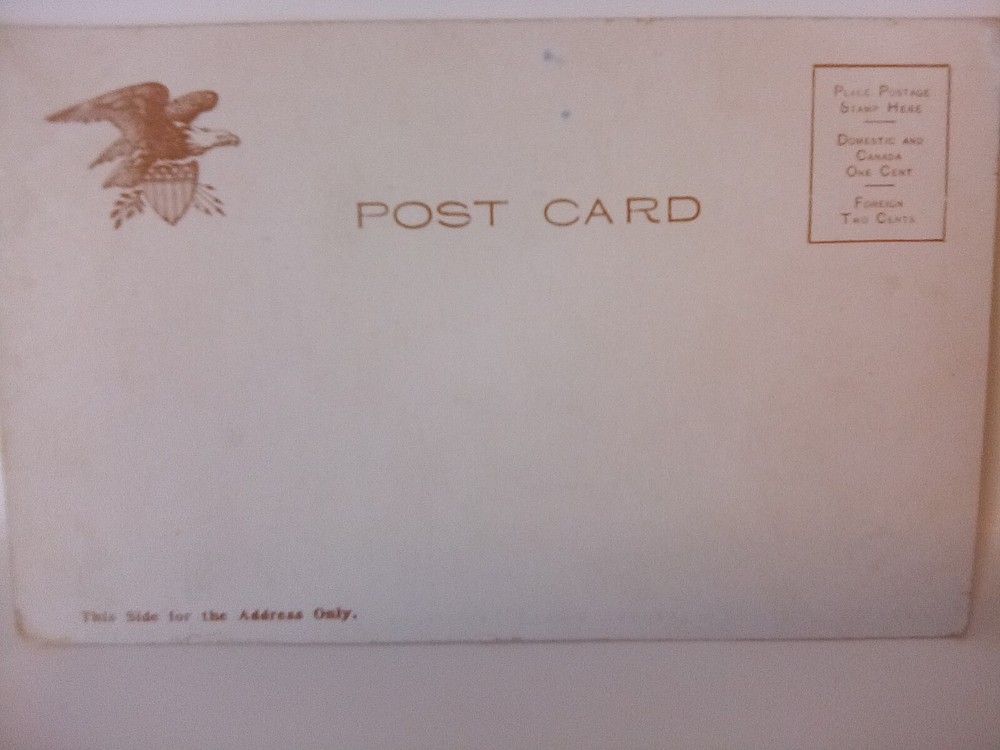 PLACE POSTAGE
STAMP HERE
DOMESTIC AND
CANADA
ONE CENT
FOREIGN
TWO CENTS
POST CARD
This Side for the Address Only.